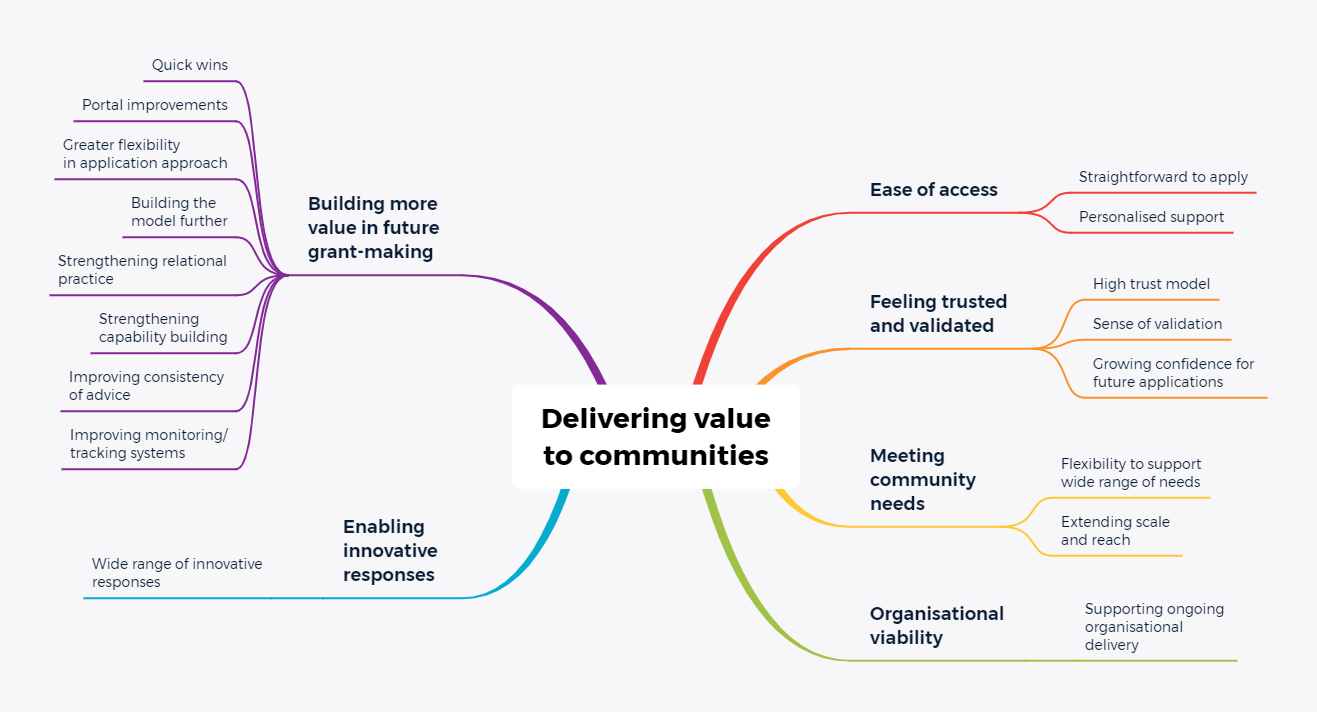 Delivering value
to communities
Ease of access
Straightforward to apply
Personalised support
Feeling trusted
and validated
High trust model
Sense of validation
Growing confidence for
future applications
Meeting
community
needs
Flexibility to support
wide range of needs
Extending scale
and reach
Organisational
viability
Supporting ongoing
organisational
delivery
Enabling
innovative
responses
Wide range of innovative
responses
Building more
value in future
grant-making
Quick wins
Portal improvements
Greater flexibility
in application approach
Building the
model further
Strengthening relational
practice
Strengthening
capability building
Improving consistency
of advice
Improving monitoring/
tracking systems